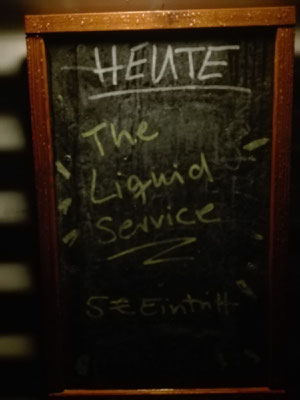 HEUTE
The
Liquid
Service
5€ Eintritt